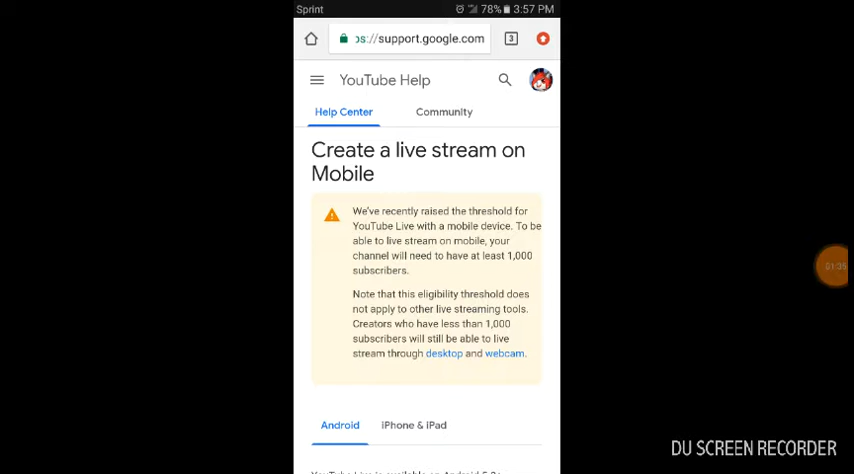 Sprint 78% 3:57 PM
ps://support.google.com 3
YouTube Help
Help Center Community
Create a live stream on
Mobile
We've recently raised the threshold for
YouTube Live with a mobile device. To be
able to live stream on mobile, your
channel will need to have at least 1,000
subscribers.
Note that this eligibility threshold does
not apply to other live streaming tools.
Creators who have less than 1,000
subscribers will still be able to live
stream through desktop and webcam.
01:35
Android iPhone & iPad
DU SCREEN RECORDER